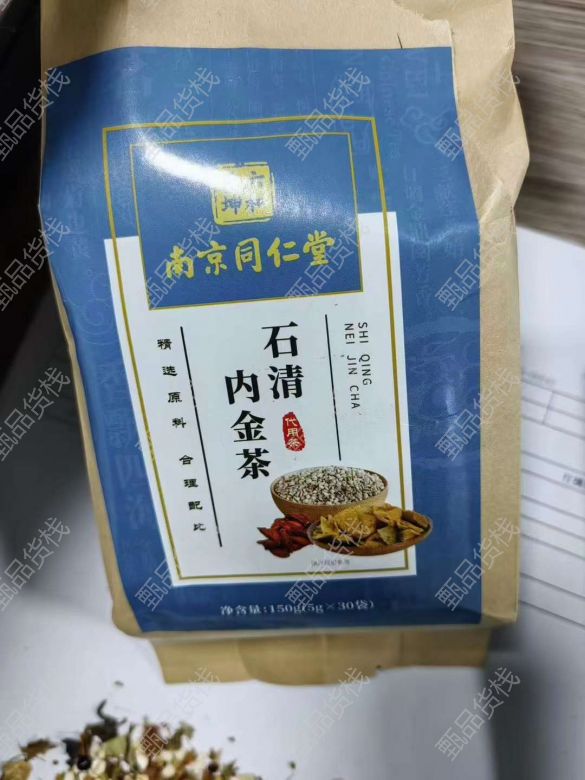 南京同仁堂
石清
内金茶
代用茶
SHI QING
NEI JIN CHA
精选原料 合理配比
净含量:150g(5g×30袋)
甄品货栈